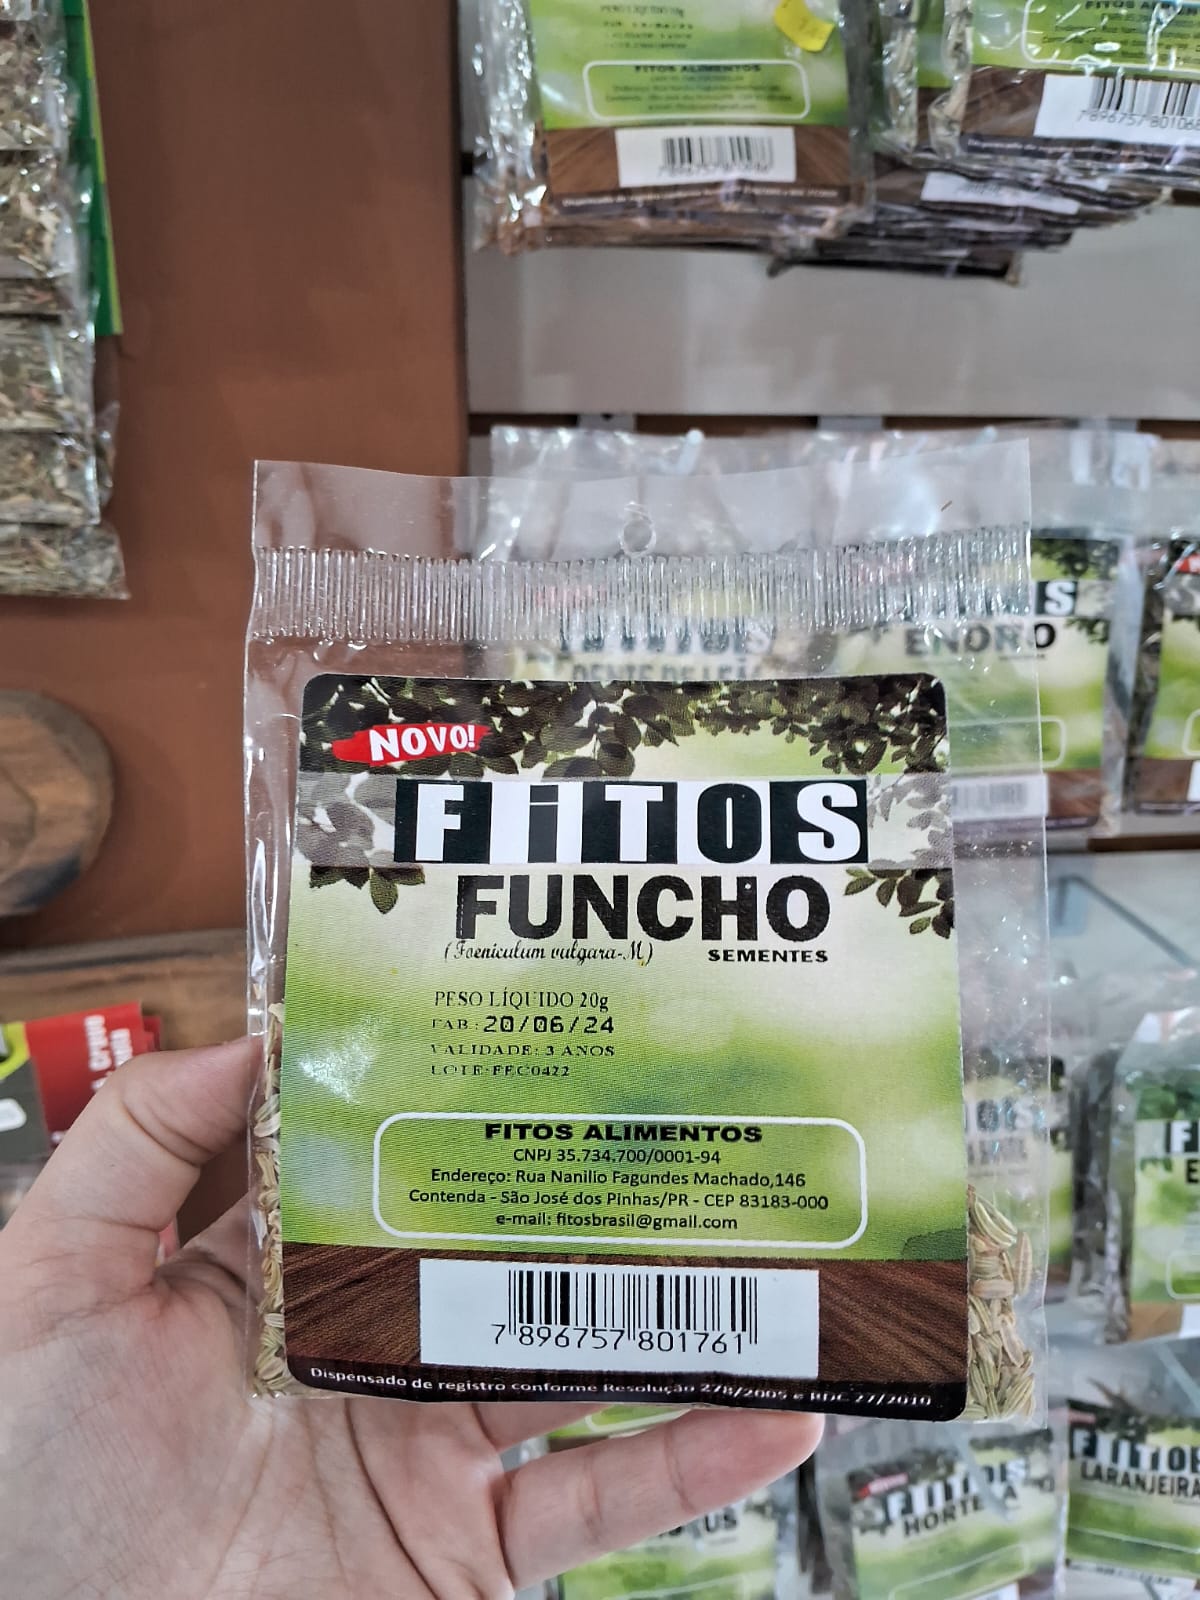 FITOS ALIMENTOS
NOVO!
FiTOS
FUNCHO
(Foeniculum vulgara-M)
SEMENTES
PESO LÍQUIDO 20g
FAB.: 20/06/24
VALIDADE: 3 ANOS
LOTE:FEC0422
FITOS ALIMENTOS
CNPJ 35.734.700/0001-94
Endereço: Rua Nanilio Fagundes Machado,146
Contenda - São José dos Pinhas/PR - CEP 83183-000
e-mail: fitosbrasil@gmail.com
7 896757 801761
Dispensado de registro conforme Resolução 278/2005 e RDC 27/2010
ENDRO
FITOS
HORTELA
FITOS
LARANJEIRA